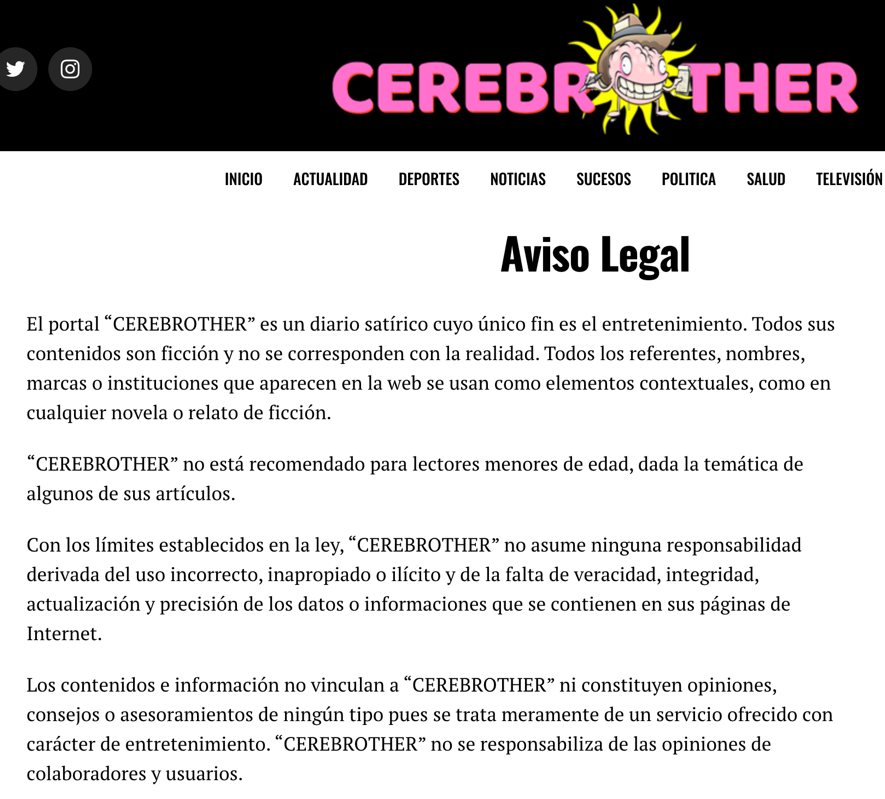 CEREBROTHER
INICIO ACTUALIDAD DEPORTES NOTICIAS SUCESOS POLITICA SALUD TELEVISIÓN
Aviso Legal
El portal “CEREBROTHER” es un diario satírico cuyo único fin es el entretenimiento. Todos sus
contenidos son ficción y no se corresponden con la realidad. Todos los referentes, nombres,
marcas o instituciones que aparecen en la web se usan como elementos contextuales, como en
cualquier novela o relato de ficción.
“CEREBROTHER” no está recomendado para lectores menores de edad, dada la temática de
algunos de sus artículos.
Con los límites establecidos en la ley, “CEREBROTHER” no asume ninguna responsabilidad
derivada del uso incorrecto, inapropiado o ilícito y de la falta de veracidad, integridad,
actualización y precisión de los datos o informaciones que se contienen en sus páginas de
Internet.
Los contenidos e información no vinculan a “CEREBROTHER” ni constituyen opiniones,
consejos o asesoramientos de ningún tipo pues se trata meramente de un servicio ofrecido con
carácter de entretenimiento. “CEREBROTHER” no se responsabiliza de las opiniones de
colaboradores y usuarios.